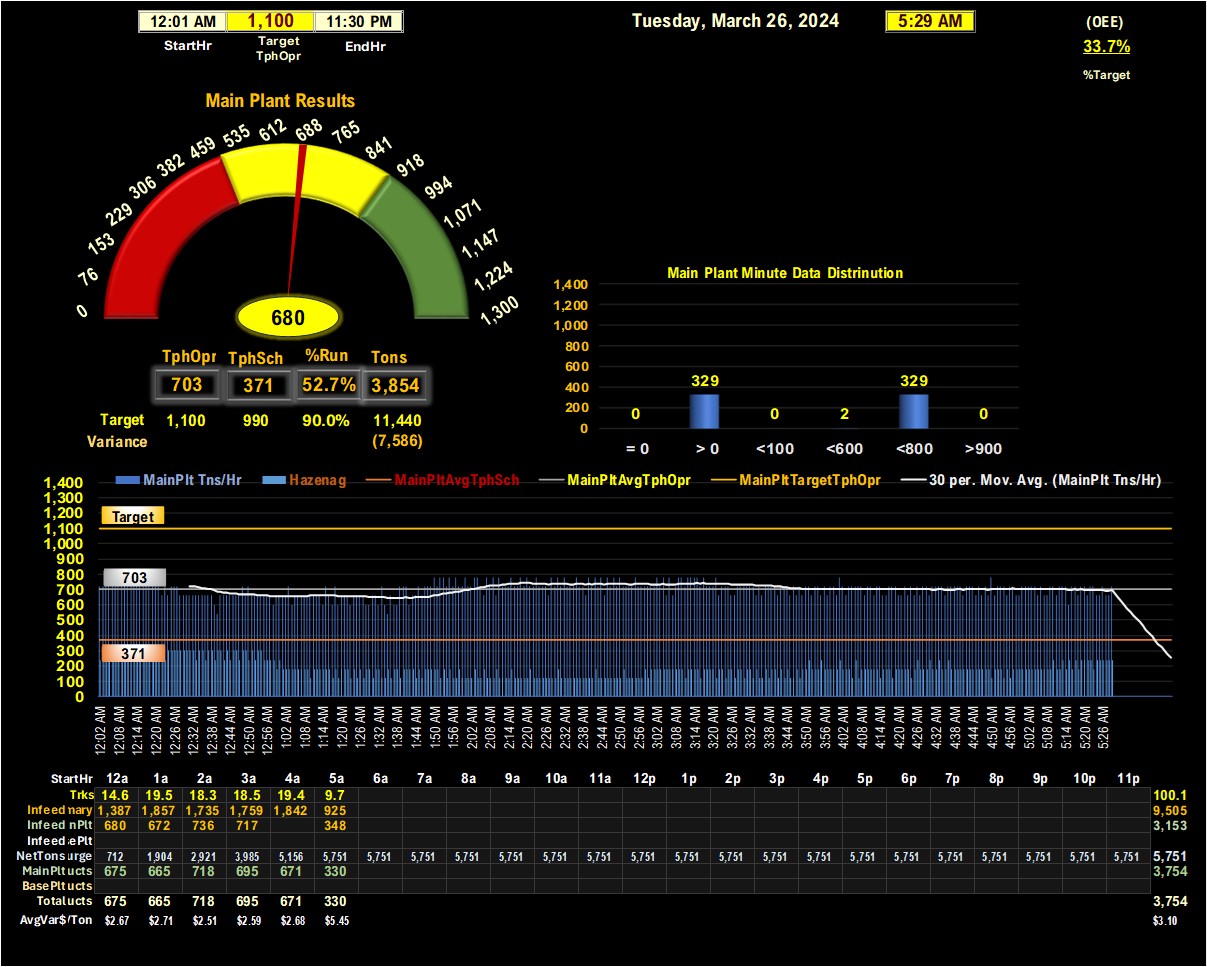 12:01 AM 1,100 11:30 PM Tuesday, March 26, 2024 5:29 AM (OEE)
StartHr Target TphOpr EndHr 33.7%
%Target
Main Plant Results
0 76 153 229 306 382 459 535 612 688 765 841 918 994 1,071 1,147 1,224 1,300
680
TphOpr TphSch %Run Tons
703 371 52.7% 3,854
Target 1,100 990 90.0% 11,440
Variance (7,586)
Main Plant Minute Data Distrinution
1,400
1,200
1,000
800
600
400
200
0
0 329 0 2 329 0
= 0 > 0 <100 <600 <800 >900
MainPlt Tns/Hr Hazenag MainPltAvgTphSch MainPltAvgTphOpr MainPltTargetTphOpr 30 per. Mov. Avg. (MainPlt Tns/Hr)
1,400
1,300
1,200
1,100
1,000
900
800
700
600
500
400
300
200
100
0
Target
703
371
12:02 AM 12:08 AM 12:14 AM 12:20 AM 12:26 AM 12:32 AM 12:38 AM 12:44 AM 12:50 AM 12:56 AM 1:02 AM 1:08 AM 1:14 AM 1:20 AM 1:26 AM 1:32 AM 1:38 AM 1:44 AM 1:50 AM 1:56 AM 2:02 AM 2:08 AM 2:14 AM 2:20 AM 2:26 AM 2:32 AM 2:38 AM 2:44 AM 2:50 AM 2:56 AM 3:02 AM 3:08 AM 3:14 AM 3:20 AM 3:26 AM 3:32 AM 3:38 AM 3:44 AM 3:50 AM 3:56 AM 4:02 AM 4:08 AM 4:14 AM 4:20 AM 4:26 AM 4:32 AM 4:38 AM 4:44 AM 4:50 AM 4:56 AM 5:02 AM 5:08 AM 5:14 AM 5:20 AM 5:26 AM
StartHr 12a 1a 2a 3a 4a 5a 6a 7a 8a 9a 10a 11a 12p 1p 2p 3p 4p 5p 6p 7p 8p 9p 10p 11p
Trks 14.6 19.5 18.3 18.5 19.4 9.7 100.1
Infeed nary 1,387 1,857 1,735 1,759 1,842 925 9,505
Infeed nPlt 680 672 736 717 348 3,153
Infeed ePlt
NetTons urge 712 1,904 2,921 3,985 5,156 5,751 5,751 5,751 5,751 5,751 5,751 5,751 5,751 5,751 5,751 5,751 5,751 5,751 5,751 5,751 5,751 5,751 5,751 5,751 5,751
MainPlt ucts 675 665 718 695 671 330 3,754
BasePlt ucts
Total ucts 675 665 718 695 671 330 3,754
AvgVar$/Ton $2.67 $2.71 $2.51 $2.59 $2.68 $5.45 $3.10